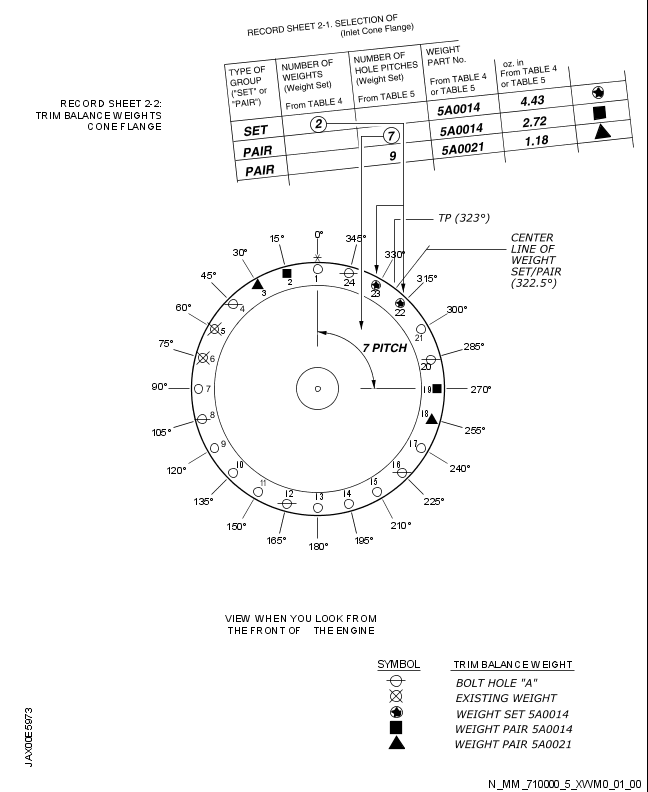 RECORD SHEET 2-1. SELECTION OF
(Inlet Cone Flange)
RECORD SHEET 2-2:
TRIM BALANCE WEIGHTS
CONE FLANGE
TYPE OF
GROUP
("SET" or
"PAIR")
NUMBER OF
WEIGHTS
(Weight Set)
From TABLE 4
NUMBER OF
HOLE PITCHES
(Weight Set)
From TABLE 5
WEIGHT
PART No.
From TABLE 4
or TABLE 5
oz. in
From TABLE 4
or TABLE 5
SET 2 5A0014 4.43
PAIR 7 5A0014 2.72
PAIR 9 5A0021 1.18
TP (323°)
CENTER
LINE OF
WEIGHT
SET/PAIR
(322.5°)
0°
345°
330°
315°
300°
285°
270°
255°
240°
225°
210°
195°
180°
165°
150°
135°
120°
105°
90°
75°
60°
45°
30°
15°
1
2
3
4
5
6
7
8
9
10
11
12
13
14
15
16
17
18
19
20
21
22
23
24
7 PITCH
VIEW WHEN YOU LOOK FROM
THE FRONT OF THE ENGINE
SYMBOL TRIM BALANCE WEIGHT
BOLT HOLE "A"
EXISTING WEIGHT
WEIGHT SET 5A0014
WEIGHT PAIR 5A0014
WEIGHT PAIR 5A0021
JAX00E5973
N_MM_710000_5_XWM0_01_00